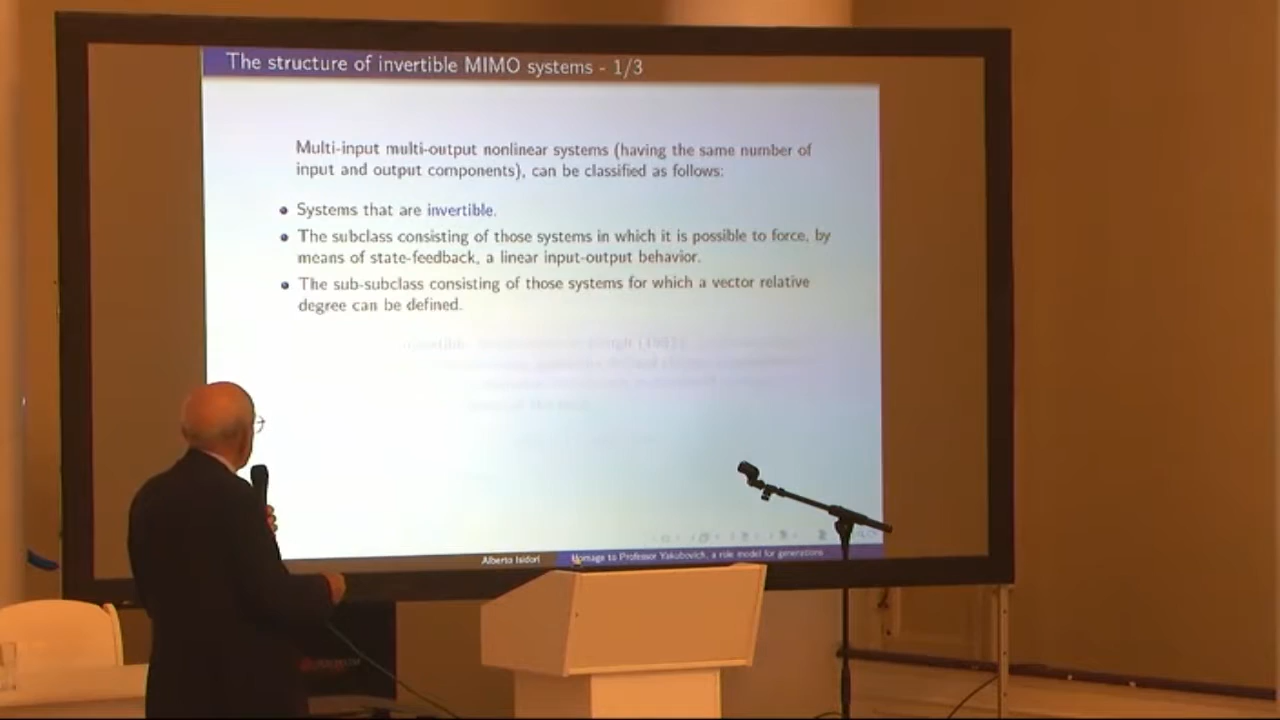 The structure of invertible MIMO systems - 1/3
Multi-input multi-output nonlinear systems (having the same number of
input and output components), can be classified as follows:
Systems that are invertible.
The subclass consisting of those systems in which it is possible to force, by
means of state-feedback, a linear input-output behavior.
The sub-subclass consisting of those systems for which a vector relative
degree can be defined.
Alberto Isidori
Homage to Professor Yakubovich, a role model for generations